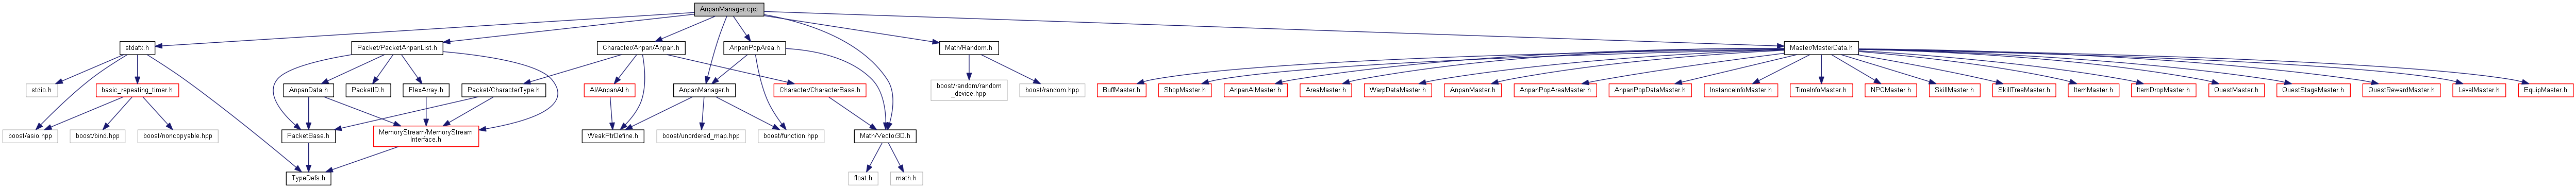 AnpanManager.cpp
stdafx.h
Packet/PacketAnpanList.h
Character/Anpan/Anpan.h
AnpanPopArea.h
Math/Random.h
Master/MasterData.h
stdio.h
basic_repeating_timer.h
AnpanData.h
PacketID.h
FlexArray.h
Packet/CharacterType.h
AI/AnpanAI.h
AnpanManager.h
Character/CharacterBase.h
boost/random/random
_device.hpp
boost/random.hpp
BuffMaster.h
ShopMaster.h
AnpanAIMaster.h
AreaMaster.h
WarpDataMaster.h
AnpanMaster.h
AnpanPopAreaMaster.h
AnpanPopDataMaster.h
InstanceInfoMaster.h
TimeInfoMaster.h
NPCMaster.h
SkillMaster.h
SkillTreeMaster.h
ItemMaster.h
ItemDropMaster.h
QuestMaster.h
QuestStageMaster.h
QuestRewardMaster.h
LevelMaster.h
EquipMaster.h
boost/asio.hpp
boost/bind.hpp
boost/noncopyable.hpp
PacketBase.h
MemoryStream/MemoryStream
Interface.h
WeakPtrDefine.h
boost/unordered_map.hpp
boost/function.hpp
Math/Vector3D.h
TypeDefs.h
float.h
math.h